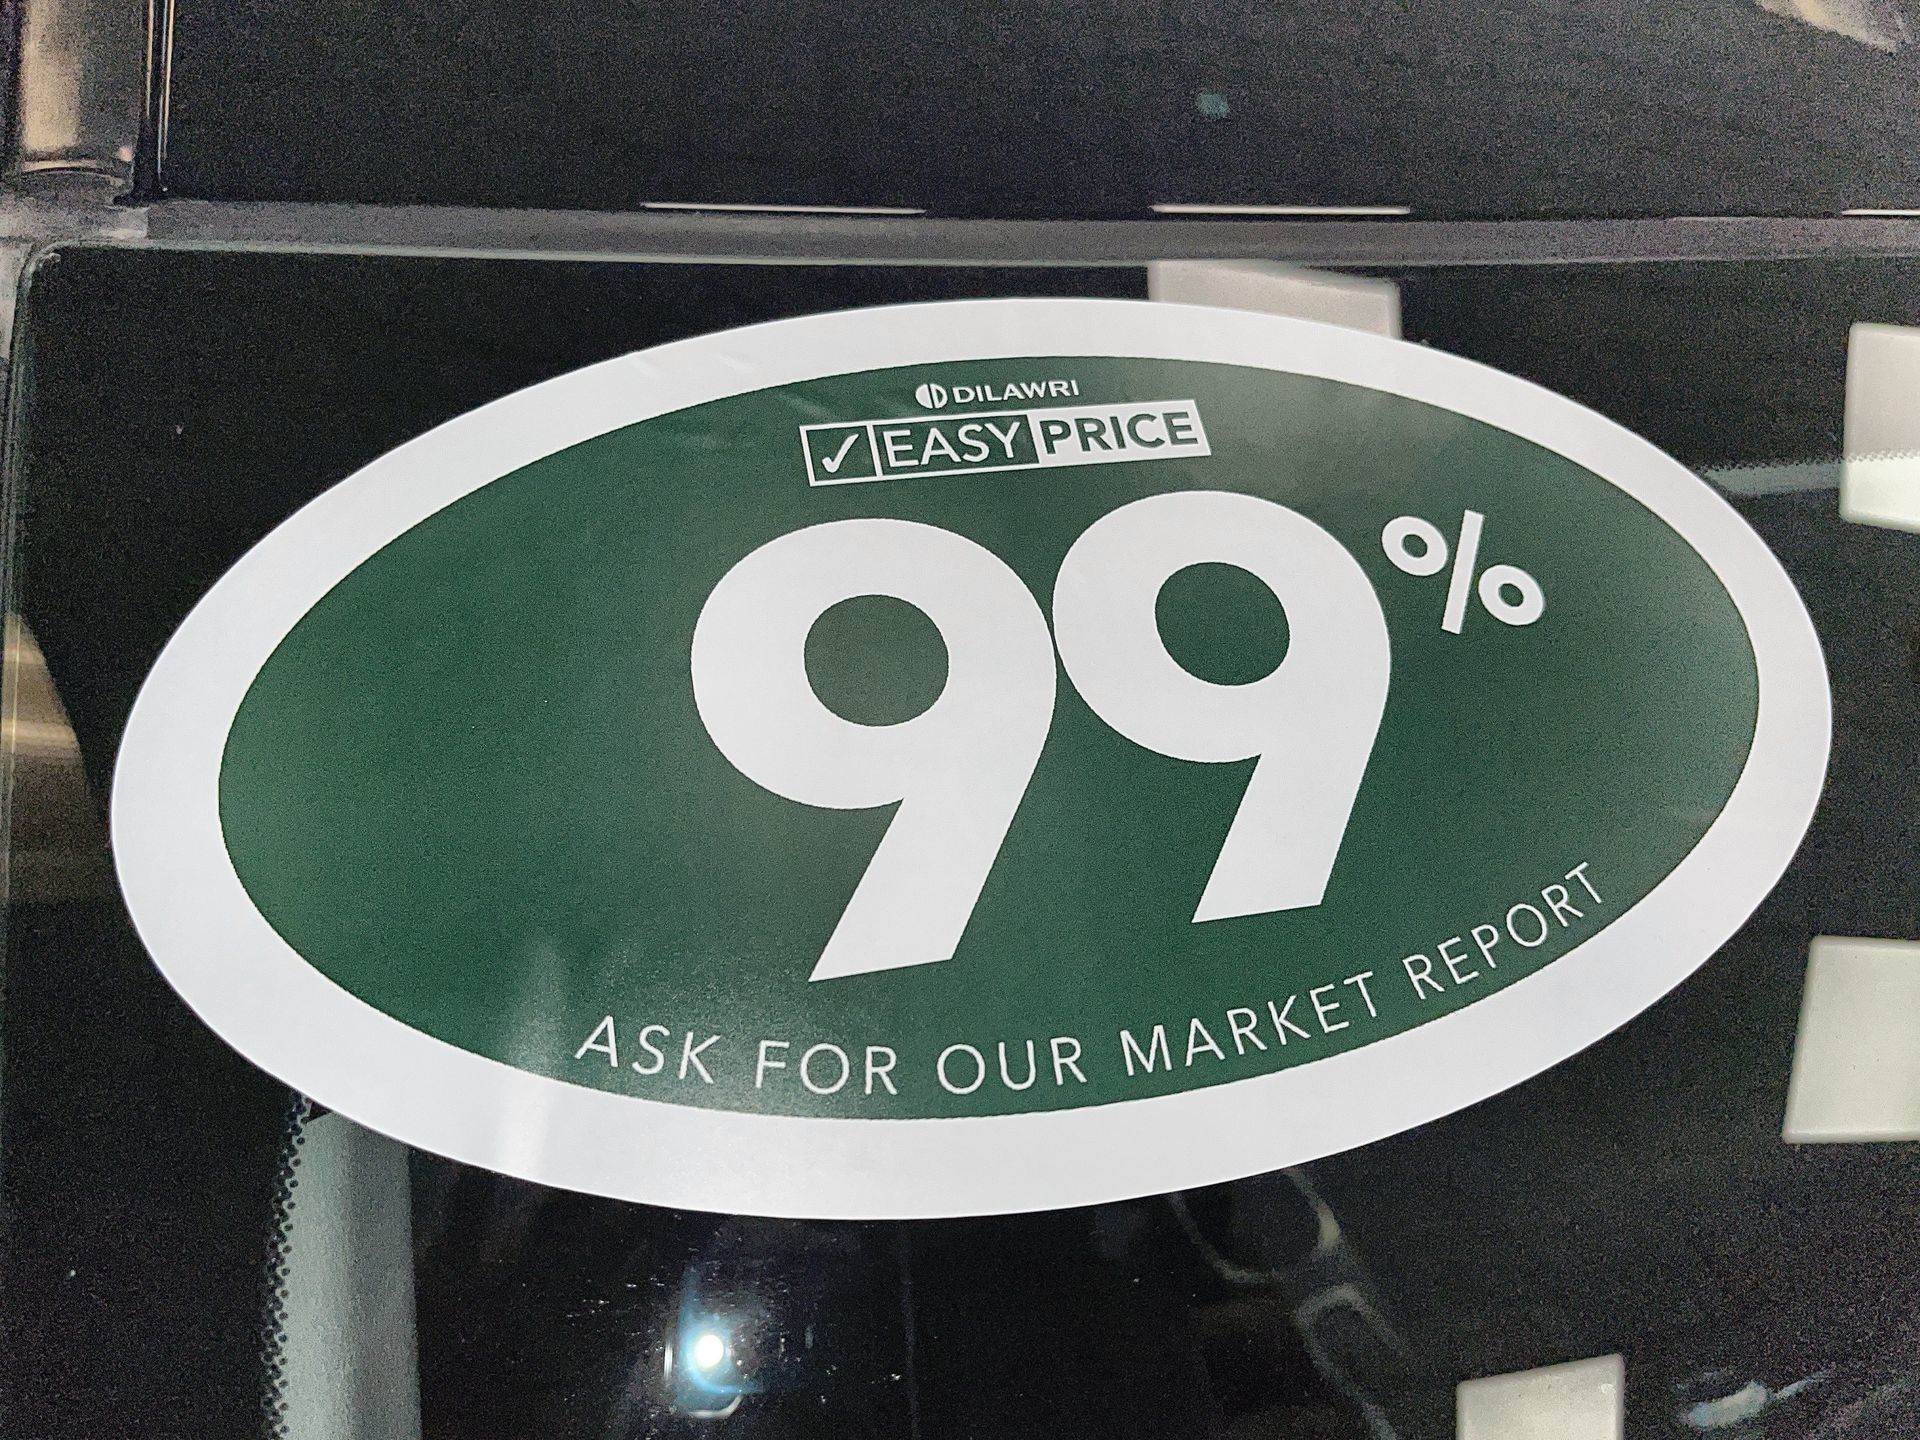 DILAWRI
✓ EASY PRICE
99%
ASK FOR OUR MARKET REPORT